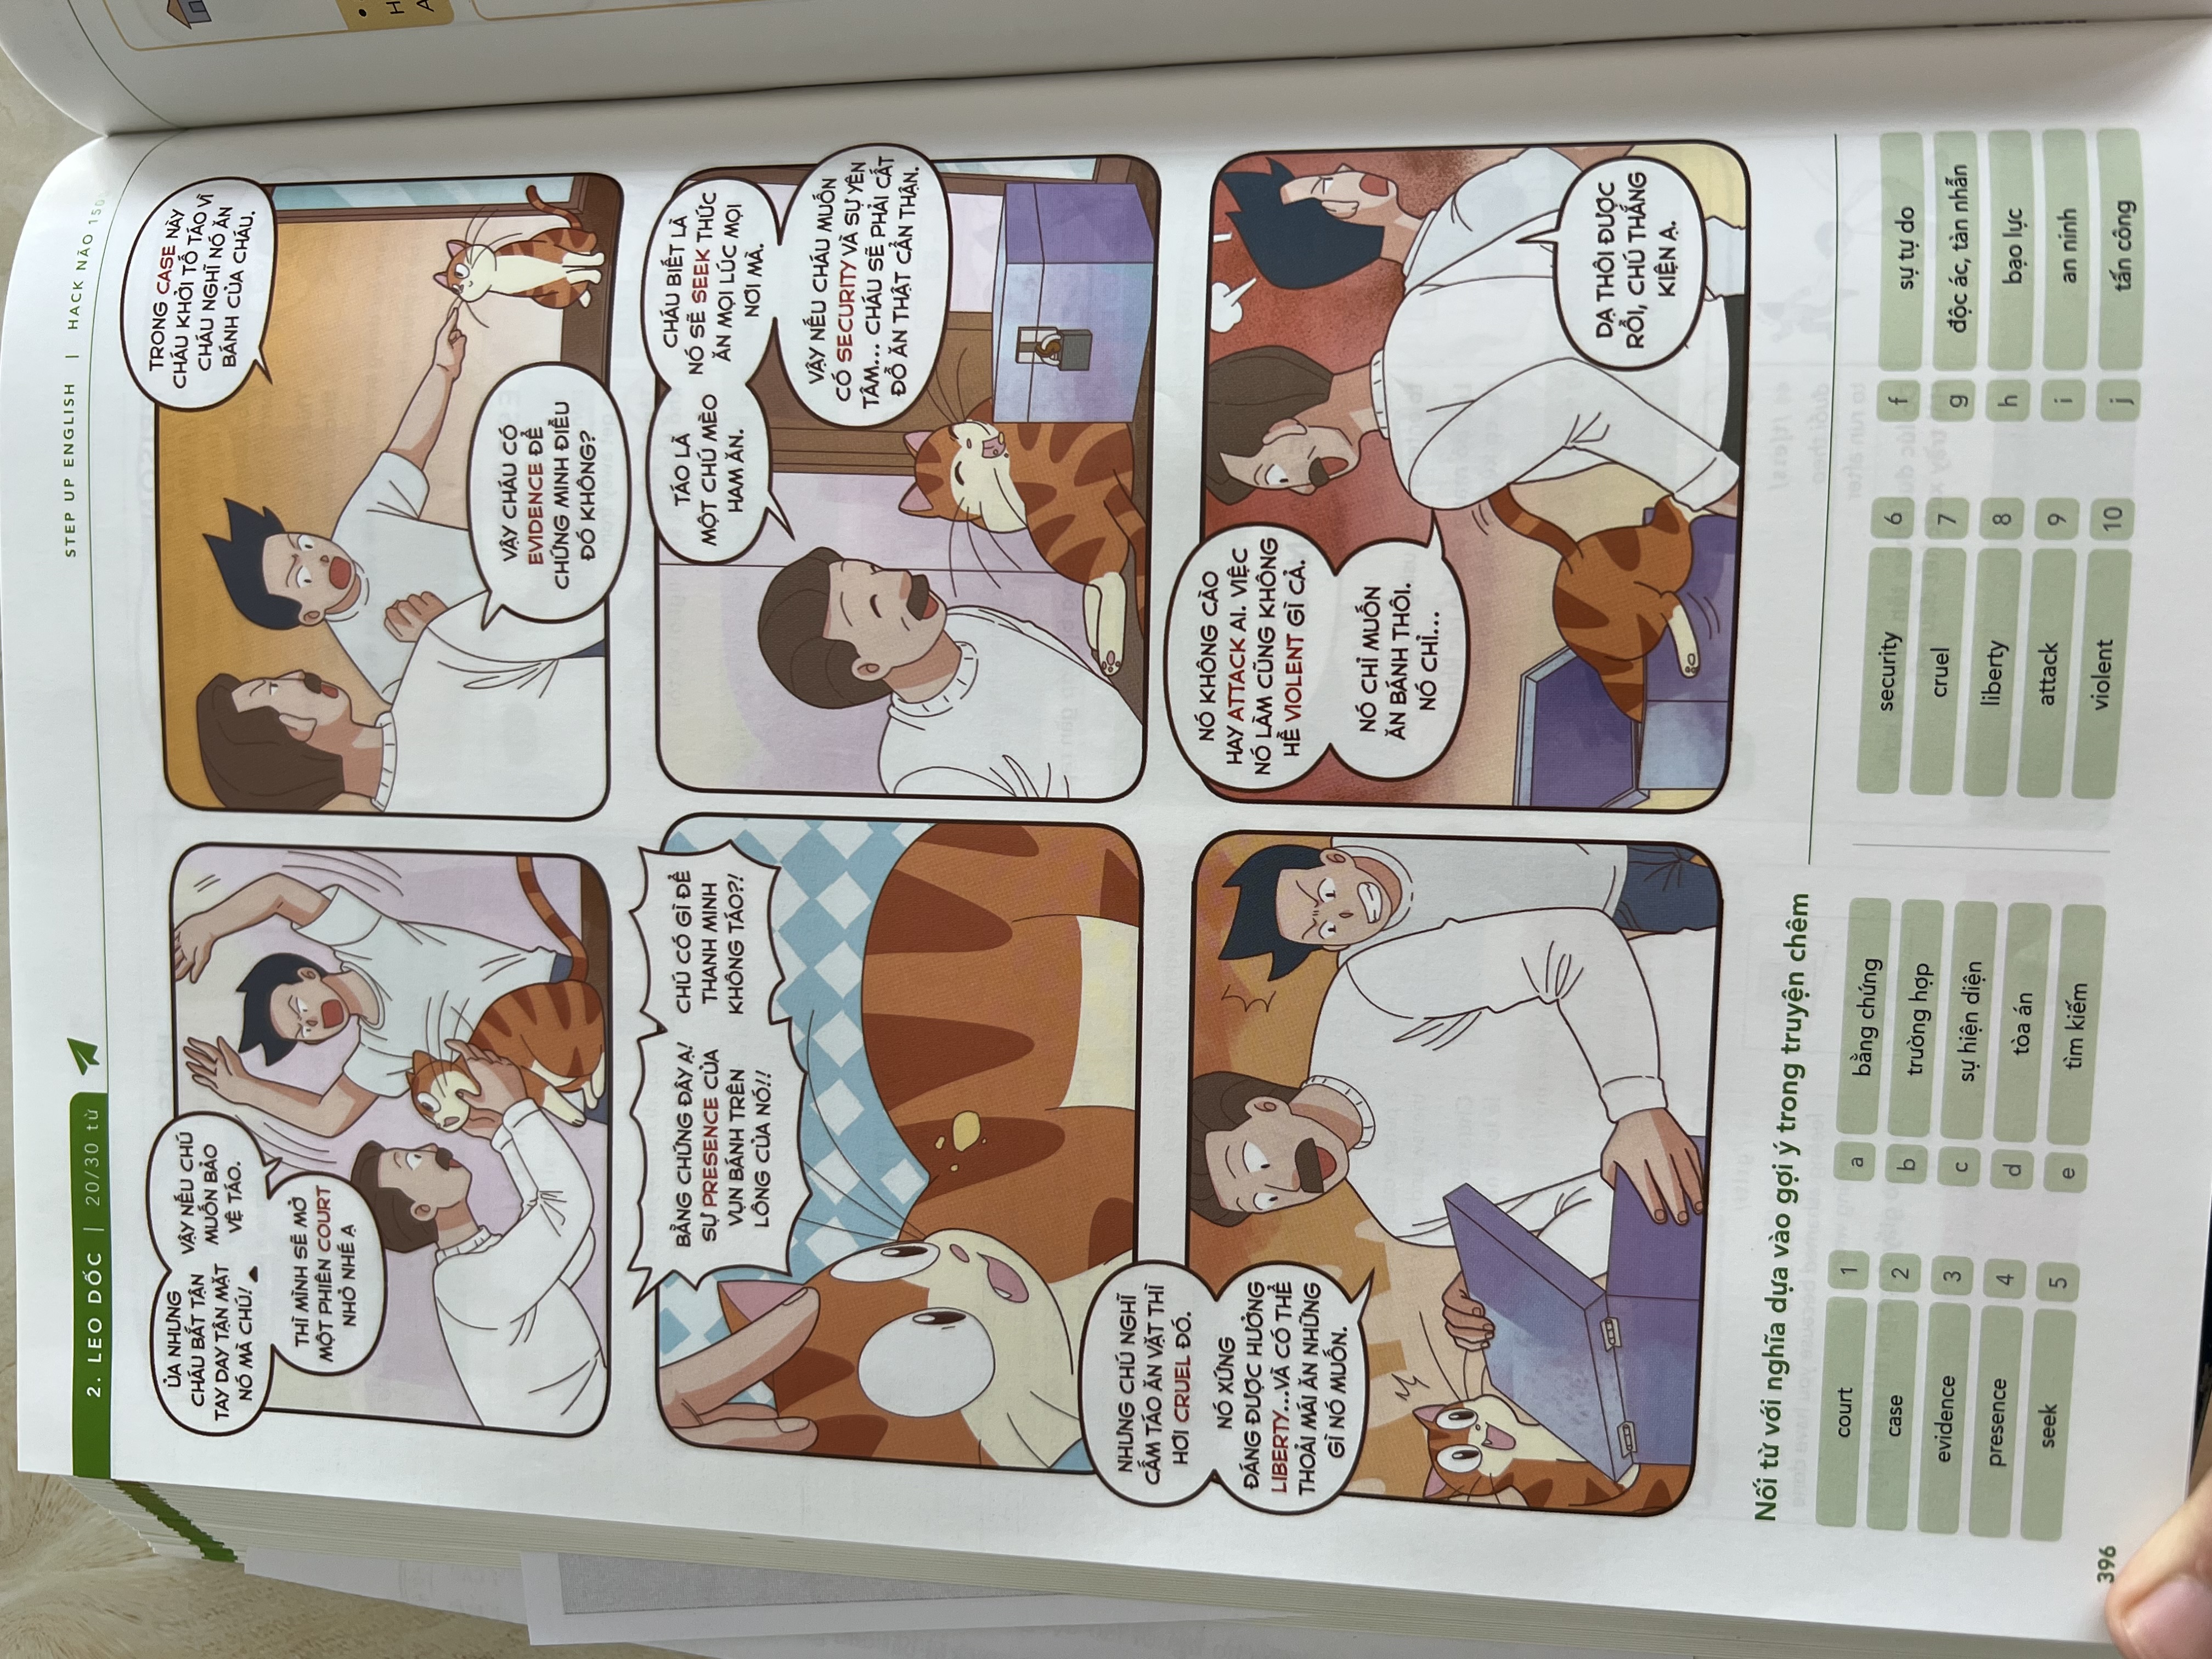 2. LEO DỐC | 20/30 từ
STEP UP ENGLISH | HACK NÃO 150
ỦA NHƯNG
CHÁU BẮT TẬN
TAY DAY TẬN MẶT
NÓ MÀ CHÚ!
VẬY NẾU CHÚ
MUỐN BẢO
VỆ TÁO.
THÌ MÌNH SẼ MỞ
MỘT PHIÊN COURT
NHỎ NHÉ Ạ
TRONG CASE NÀY
CHÁU KHỞI TỐ TÁO VÌ
CHÁU NGHĨ NÓ ĂN
BÁNH CỦA CHÁU.
VẬY CHÁU CÓ
EVIDENCE ĐỂ
CHỨNG MINH ĐIỀU
ĐÓ KHÔNG?
BẰNG CHỨNG ĐÂY Ạ!
SỰ PRESENCE CỦA
VỤN BÁNH TRÊN
LÔNG CỦA NÓ!!
CHÚ CÓ GÌ ĐỂ
THANH MINH
KHÔNG TÁO?!
TÁO LÀ
MỘT CHÚ MÈO
HAM ĂN.
CHÁU BIẾT LÀ
NÓ SẼ SEEK THỨC
ĂN MỌI LÚC MỌI
NƠI MÀ.
VẬY NẾU CHÁU MUỐN
CÓ SECURITY VÀ SỰ YÊN
TÂM... CHÁU SẼ PHẢI CẤT
ĐỒ ĂN THẬT CẨN THẬN.
NHƯNG CHÚ NGHĨ
CẤM TÁO ĂN VẶT THÌ
HƠI CRUEL ĐÓ.
NÓ XỨNG
ĐÁNG ĐƯỢC HƯỞNG
LIBERTY...VÀ CÓ THỂ
THOẢI MÁI ĂN NHỮNG
GÌ NÓ MUỐN.
NÓ KHÔNG CÀO
HAY ATTACK AI. VIỆC
NÓ LÀM CŨNG KHÔNG
HỀ VIOLENT GÌ CẢ.
NÓ CHỈ MUỐN
ĂN BÁNH THÔI.
NÓ CHỈ...
DẠ THÔI ĐƯỢC
RỒI, CHÚ THẮNG
KIỆN Ạ.
Nối từ với nghĩa dựa vào gợi ý trong truyện chêm
court 1 a bằng chứng
case 2 b trường hợp
evidence 3 c sự hiện diện
presence 4 d tòa án
seek 5 e tìm kiếm
security 6 f sự tự do
cruel 7 g độc ác, tàn nhẫn
liberty 8 h bạo lực
attack 9 i an ninh
violent 10 j tấn công
396